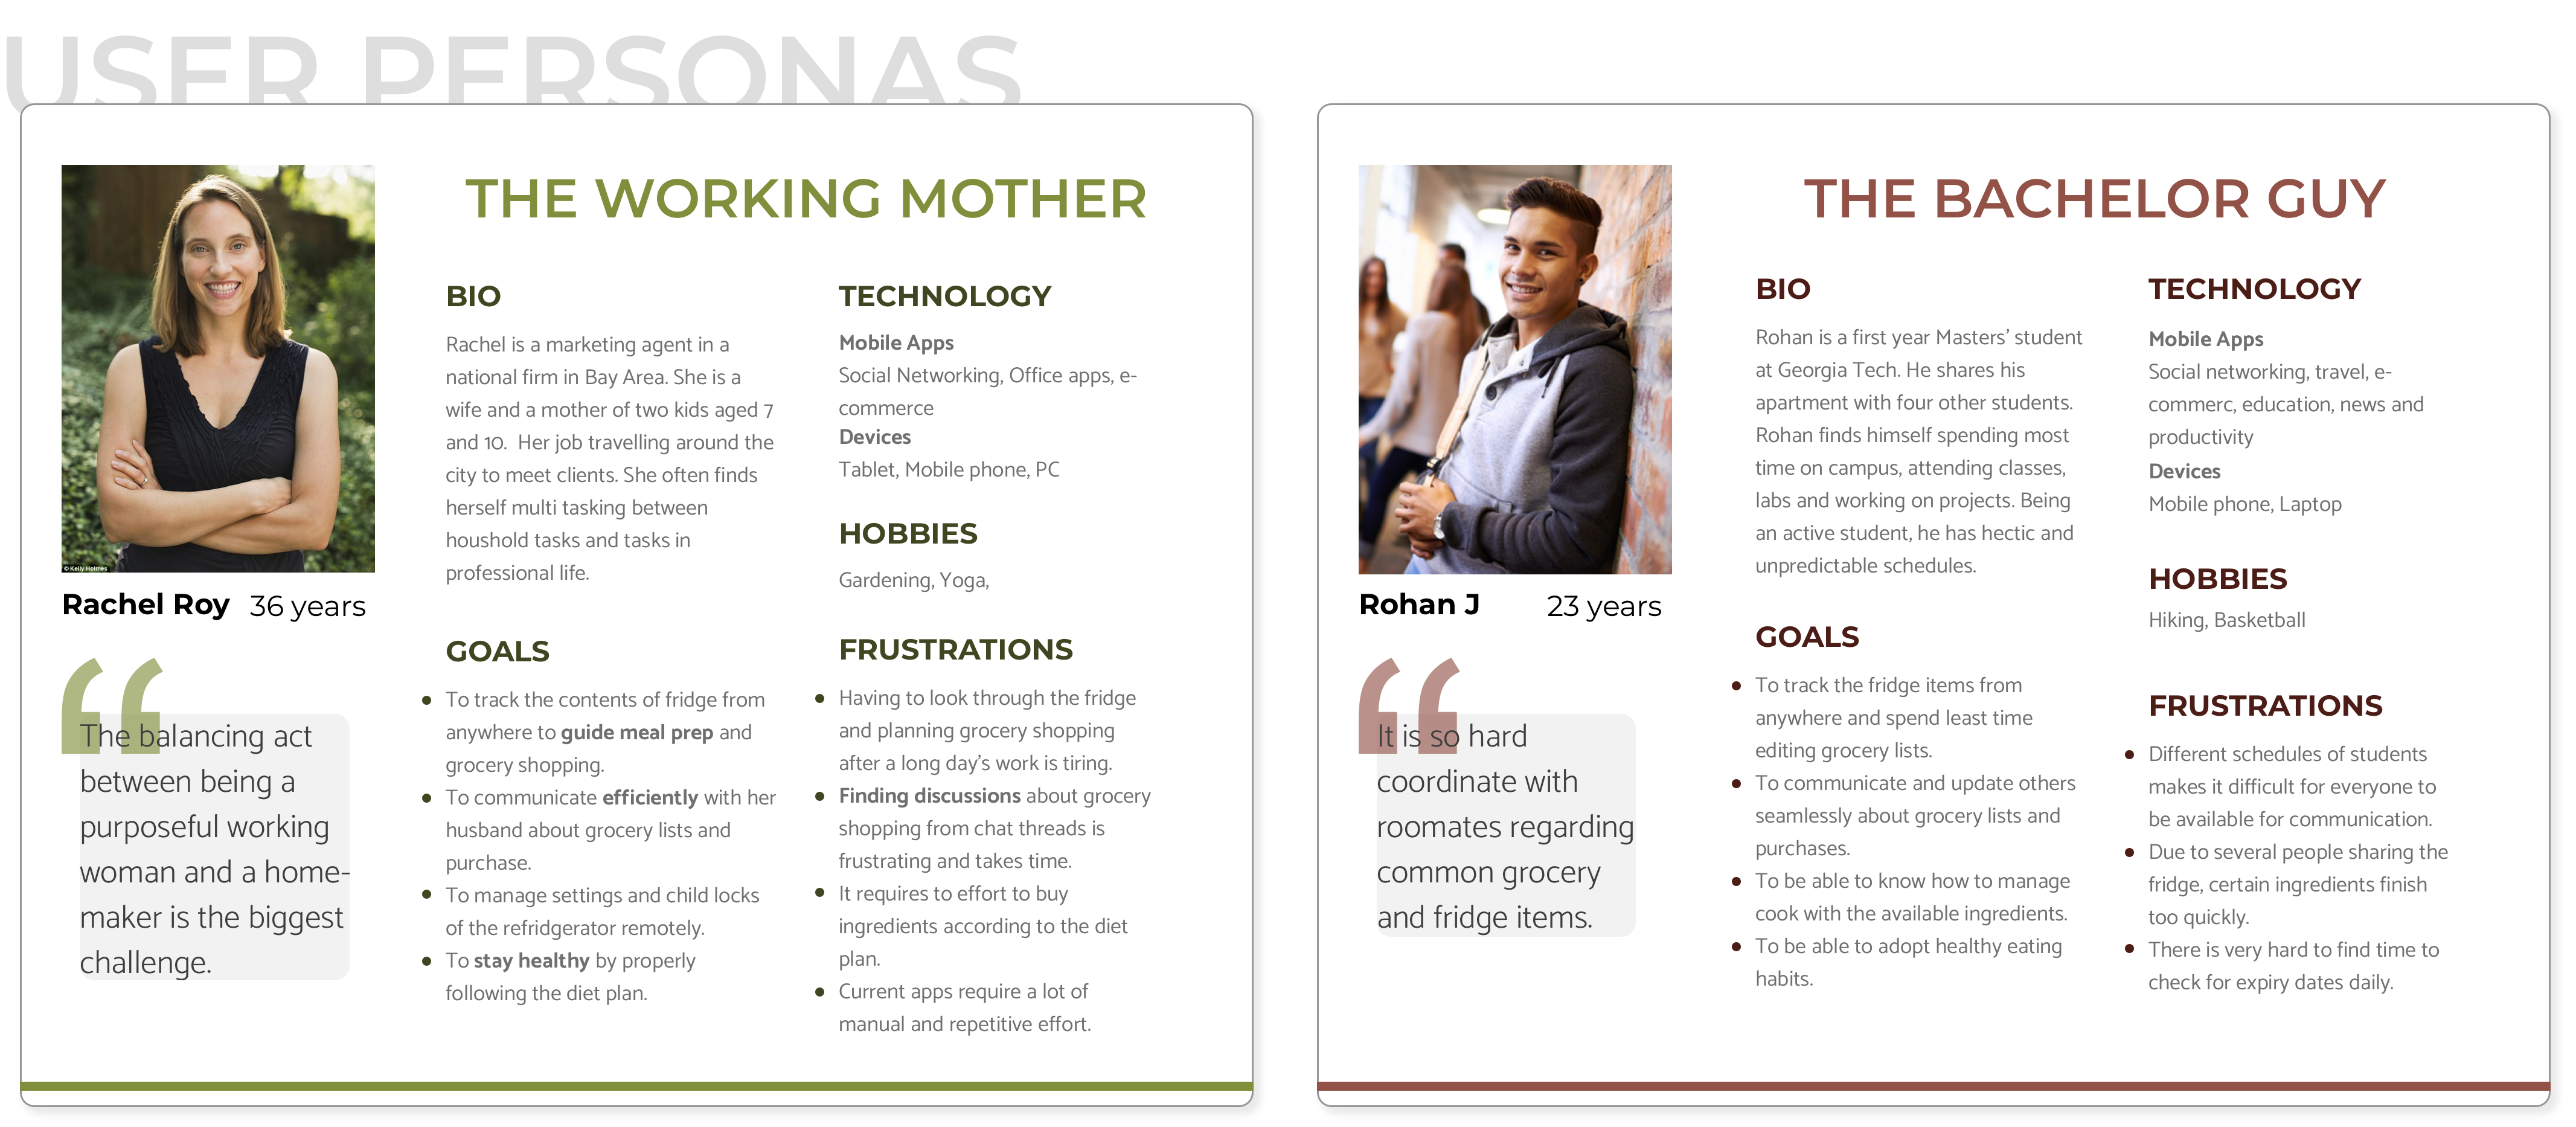 USER PERSONAS
THE WORKING MOTHER
BIO
Rachel is a marketing agent in a
national firm in Bay Area. She is a
wife and a mother of two kids aged 7
and 10. Her job travelling around the
city to meet clients. She often finds
herself multi tasking between
houshold tasks and tasks in
professional life.
TECHNOLOGY
Mobile Apps
Social Networking, Office apps, e-
commerce
Devices
Tablet, Mobile phone, PC
HOBBIES
Gardening, Yoga,
© Kelly Holmes
Rachel Roy 36 years
The balancing act
between being a
purposeful working
woman and a home-
maker is the biggest
challenge.
GOALS
To track the contents of fridge from
anywhere to guide meal prep and
grocery shopping.
To communicate efficiently with her
husband about grocery lists and
purchase.
To manage settings and child locks
of the refridgerator remotely.
To stay healthy by properly
following the diet plan.
FRUSTRATIONS
Having to look through the fridge
and planning grocery shopping
after a long day's work is tiring.
Finding discussions about grocery
shopping from chat threads is
frustrating and takes time.
It requires to effort to buy
ingredients according to the diet
plan.
Current apps require a lot of
manual and repetitive effort.
THE BACHELOR GUY
BIO
Rohan is a first year Masters' student
at Georgia Tech. He shares his
apartment with four other students.
Rohan finds himself spending most
time on campus, attending classes,
labs and working on projects. Being
an active student, he has hectic and
unpredictable schedules.
TECHNOLOGY
Mobile Apps
Social networking, travel, e-
commerc, education, news and
productivity
Devices
Mobile phone, Laptop
HOBBIES
Hiking, Basketball
Rohan J 23 years
It is so hard
coordinate with
roomates regarding
common grocery
and fridge items.
GOALS
To track the fridge items from
anywhere and spend least time
editing grocery lists.
To communicate and update others
seamlessly about grocery lists and
purchases.
To be able to know how to manage
cook with the available ingredients.
To be able to adopt healthy eating
habits.
FRUSTRATIONS
Different schedules of students
makes it difficult for everyone to
be available for communication.
Due to several people sharing the
fridge, certain ingredients finish
too quickly.
There is very hard to find time to
check for expiry dates daily.